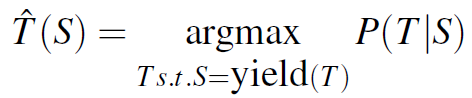 T̂(S) = argmax P(T|S)
T s.t. S=yield(T)